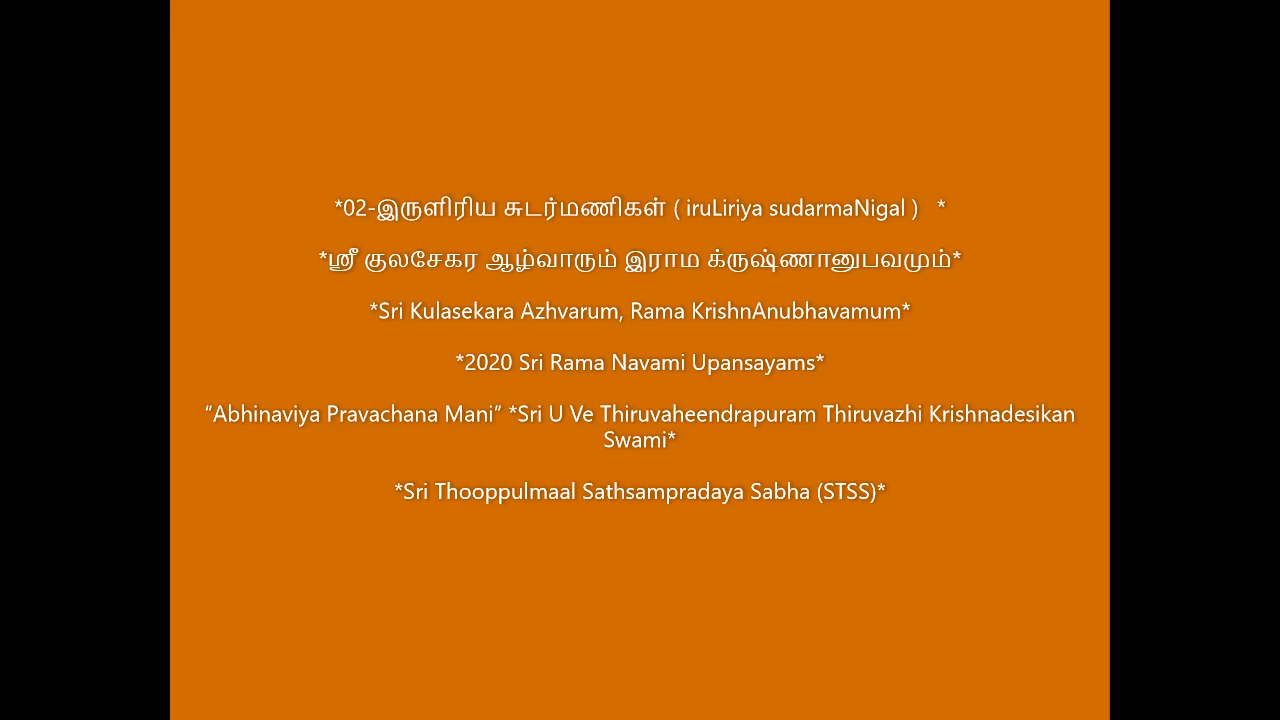 *02-இருளிரிய சுடர்மணிகள் ( iruLiriya sudarmaNigal )   *
*ஸ்ரீ குலசேகர ஆழ்வாரும் இராம க்ருஷ்ணானுபவமும்*
*Sri Kulasekara Azhvarum, Rama KrishnAnubhavamum*
*2020 Sri Rama Navami Upansayams*
“Abhinaviya Pravachana Mani” *Sri U Ve Thiruvaheendrapuram Thiruvazhi Krishnadesikan
Swami*
*Sri Thooppulmaal Sathsampradaya Sabha (STSS)*